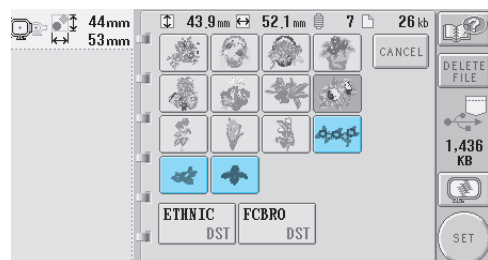 44mm
53mm
43.9mm 52.1mm 7 26kb
CANCEL
DELETE
FILE
1,436
KB
ETHNIC
DST
FCBRO
DST
SET